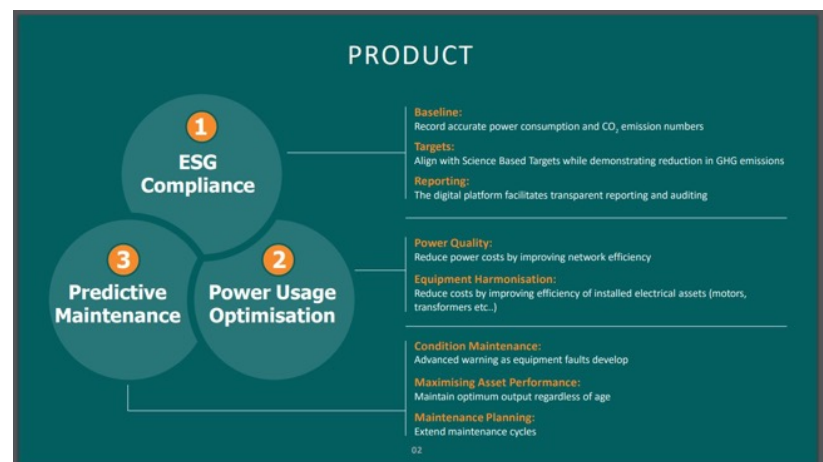 PRODUCT
1
ESG
Compliance
3
Predictive
Maintenance
2
Power Usage
Optimisation
Baseline:
Record accurate power consumption and CO₂ emission numbers
Targets:
Align with Science Based Targets while demonstrating reduction in GHG emissions
Reporting:
The digital platform facilitates transparent reporting and auditing
Power Quality:
Reduce power costs by improving network efficiency
Equipment Harmonisation:
Reduce costs by improving efficiency of installed electrical assets (motors,
transformers etc..)
Condition Maintenance:
Advanced warning as equipment faults develop
Maximising Asset Performance:
Maintain optimum output regardless of age
Maintenance Planning:
Extend maintenance cycles
02